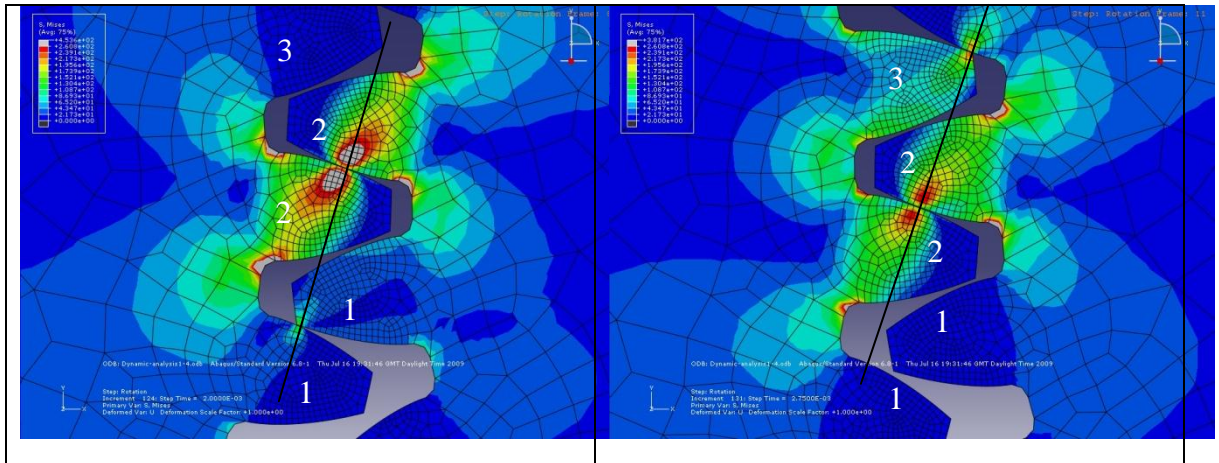 Step: Rotation Frame:
S, Mises
(Avg: 75%)
+4.536e+02
+2.608e+02
+2.391e+02
+2.173e+02
+1.956e+02
+1.739e+02
+1.521e+02
+1.304e+02
+1.087e+02
+8.693e+01
+6.520e+01
+4.347e+01
+2.173e+01
+0.000e+00
3
2
2
1
1
X
ODB: Dynamic-analysis1-4.odb Abaqus/Standard Version 6.8-1 Thu Jul 16 19:31:46 GMT Daylight Time 2009
Y
X
Step: Rotation
Increment 124: Step Time = 2.0000E-03
Primary Var: S, Mises
Deformed Var: U Deformation Scale Factor: +1.000e+00
Step: Rotation Frame: 11
S, Mises
(Avg: 75%)
+3.817e+02
+2.608e+02
+2.391e+02
+2.173e+02
+1.956e+02
+1.739e+02
+1.521e+02
+1.304e+02
+1.087e+02
+8.693e+01
+6.520e+01
+4.347e+01
+2.173e+01
+0.000e+00
3
2
2
1
1
X
ODB: Dynamic-analysis1-4.odb Abaqus/Standard Version 6.8-1 Thu Jul 16 19:31:46 GMT Daylight Time 2009
Y
X
Step: Rotation
Increment 131: Step Time = 2.7500E-03
Primary Var: S, Mises
Deformed Var: U Deformation Scale Factor: +1.000e+00